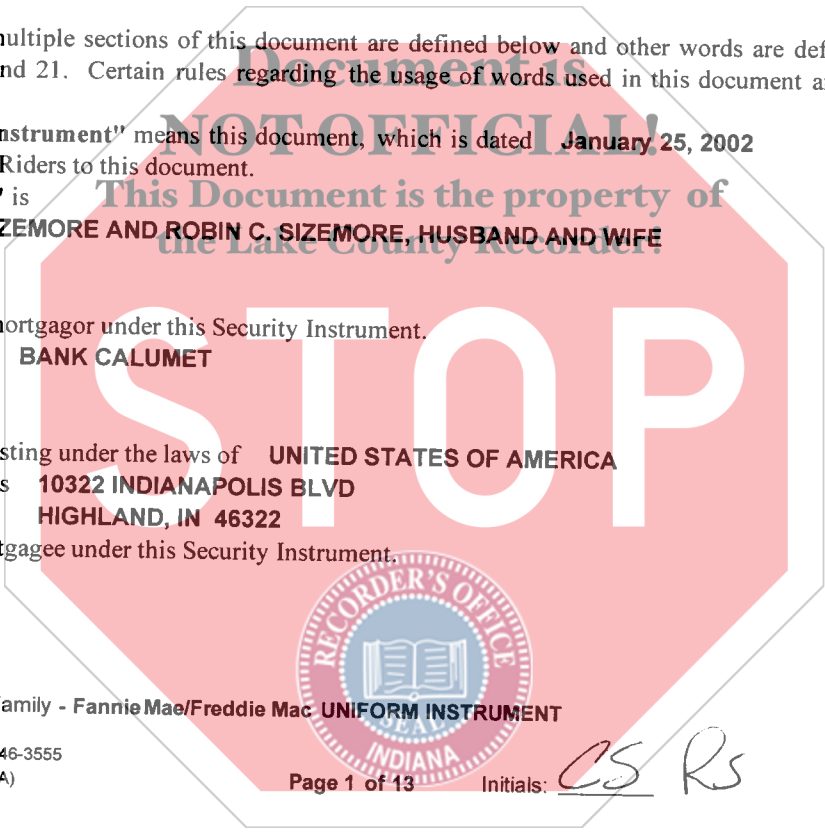 ultiple sections of this document are defined below and other words are def
nd 21. Certain rules regarding the usage of words used in this document a
Document is
nstrument" means this document, which is dated January 25, 2002
NOT OFFICIAL!
Riders to this document.
" is
This Document is the property of
ZEMORE AND ROBIN C. SIZEMORE, HUSBAND AND WIFE
the Lake County Recorder!
ortgagor under this Security Instrument.
BANK CALUMET
STOP
sting under the laws of UNITED STATES OF AMERICA
s 10322 INDIANAPOLIS BLVD
HIGHLAND, IN 46322
tgagee under this Security Instrument.
RECORDER'S OFFICE
SEAL
INDIANA
amily - Fannie Mae/Freddie Mac UNIFORM INSTRUMENT
46-3555
A)
Page 1 of 13 Initials: CS RS